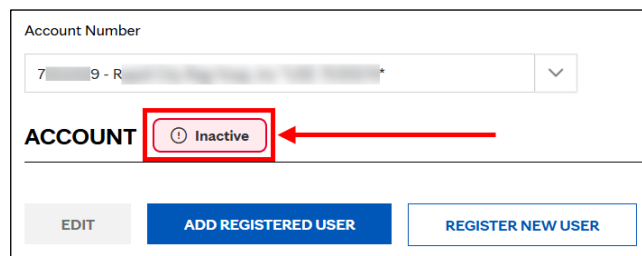 Account Number
7 9 - R *
ACCOUNT Inactive
EDIT ADD REGISTERED USER REGISTER NEW USER